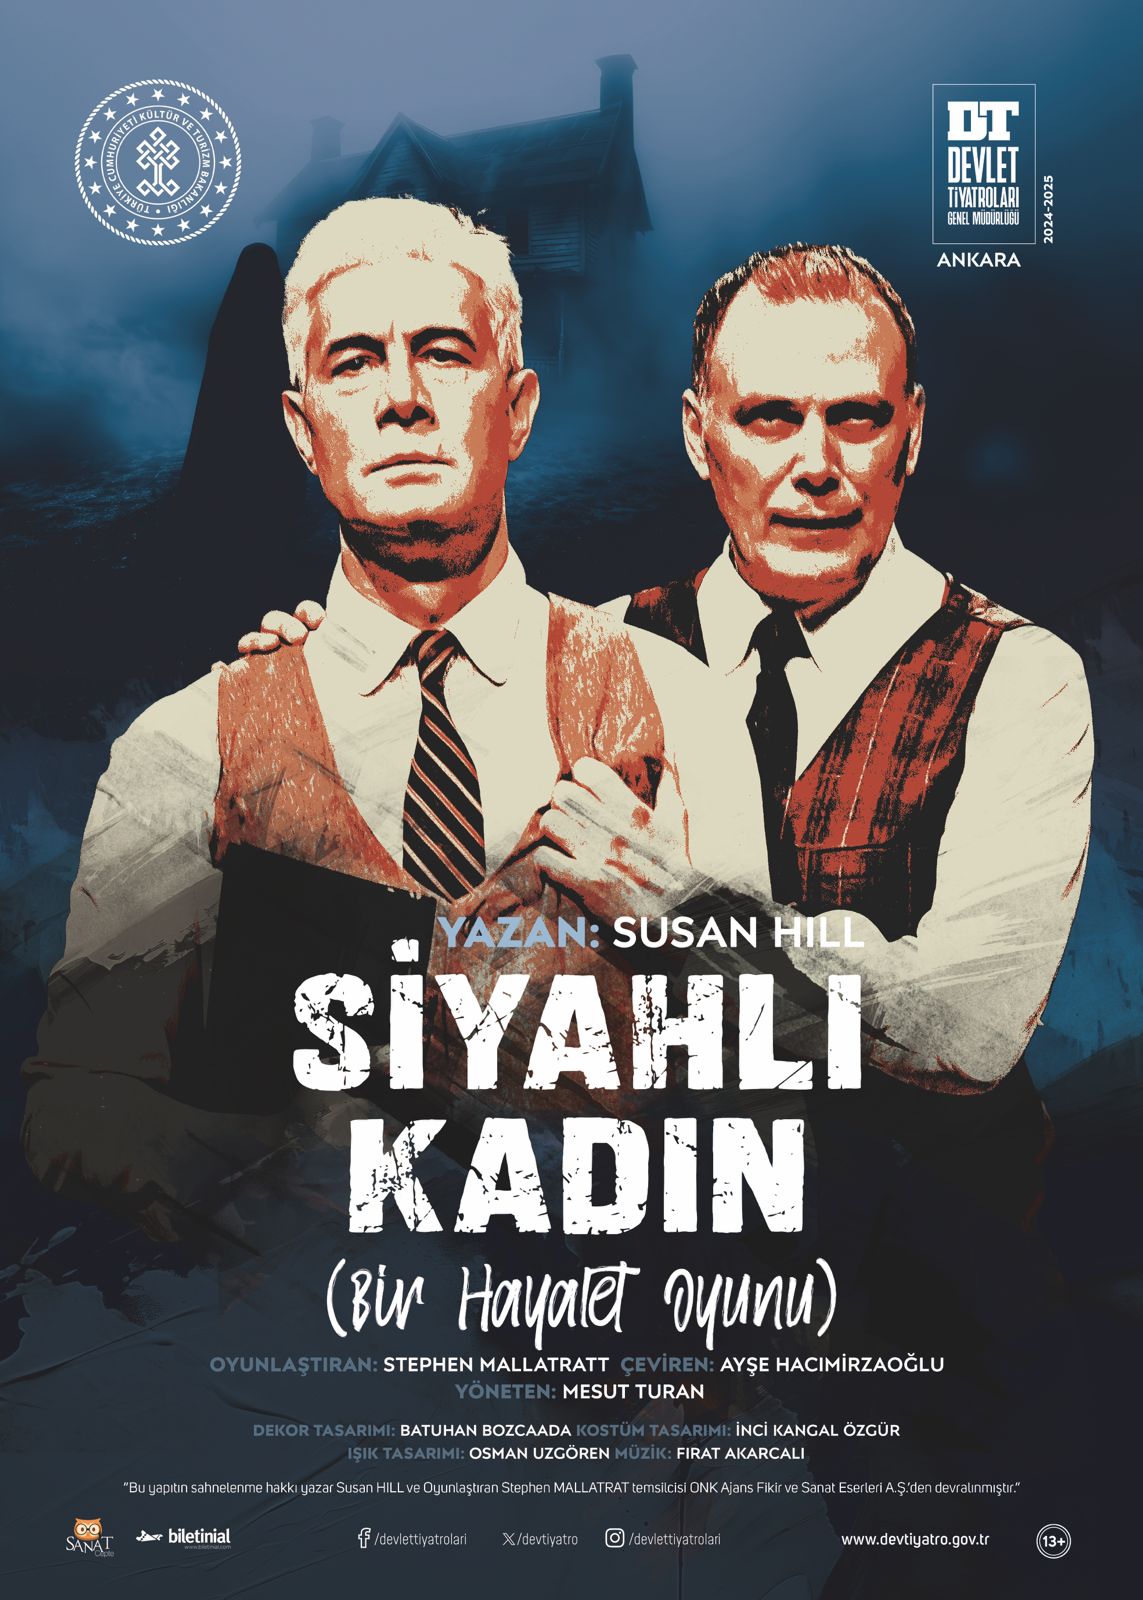 TÜRKİYE CUMHURİYETİ KÜLTÜR VE TURİZM BAKANLIĞI
DT
DEVLET
TİYATROLARI
GENEL MÜDÜRLÜĞÜ
2024-2025
ANKARA
YAZAN: SUSAN HILL
SİYAHLI
KADIN
(Bir Hayalet Oyunu)
OYUNLAŞTIRAN: STEPHEN MALLATRATT ÇEVİREN: AYŞE HACIMİRZAOĞLU
YÖNETEN: MESUT TURAN
DEKOR TASARIMI: BATUHAN BOZCAADA KOSTÜM TASARIMI: İNCİ KANGAL ÖZGÜR
IŞIK TASARIMI: OSMAN UZGÖREN MÜZİK: FIRAT AKARCALI
"Bu yapıtın sahnelenme hakkı yazar Susan HILL ve Oyunlaştıran Stephen MALLATRAT temsilcisi ONK Ajans Fikir ve Sanat Eserleri A.Ş.'den devralınmıştır."
SANAT
Cepte
biletinial
www.biletinial.com
/devlettiyatrolari
/devtiyatro
/devlettiyatrolari
www.devtiyatro.gov.tr
13+